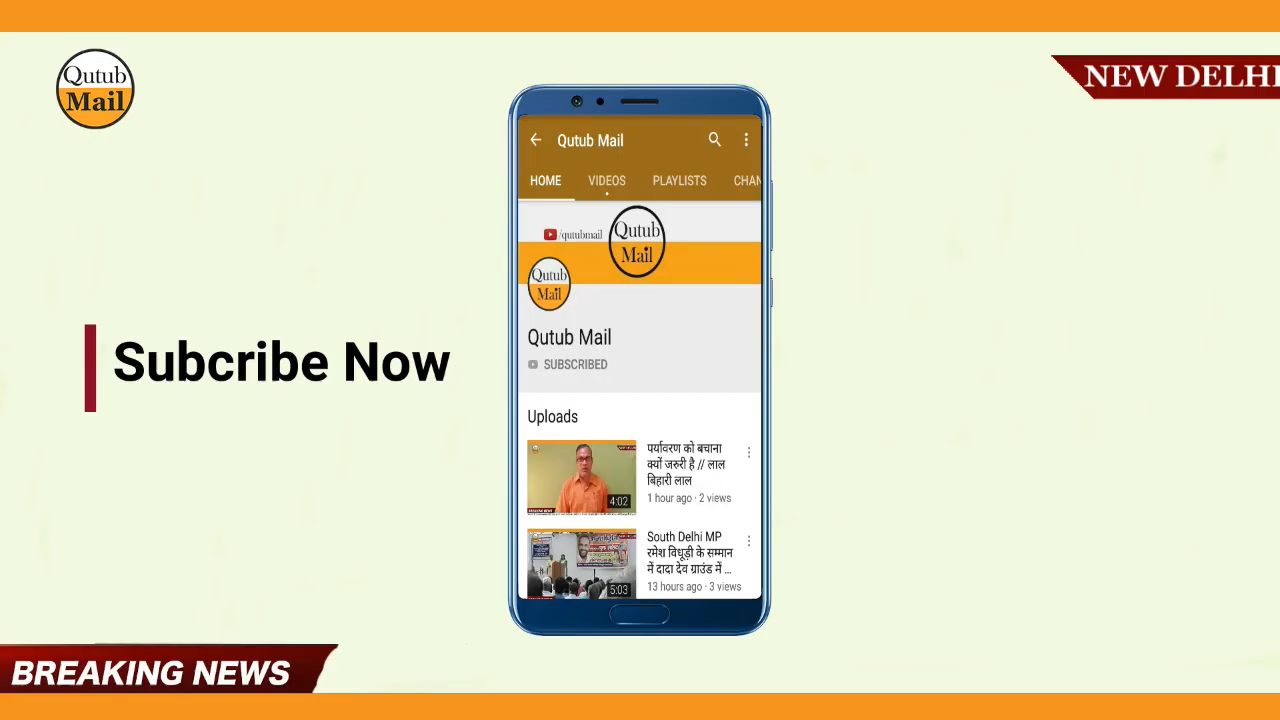 Qutub
Mail
NEW DELHI
Qutub Mail
HOME VIDEOS PLAYLISTS CHAN
/qutubmail
Qutub
Mail
Qutub
Mail
Qutub Mail
SUBSCRIBED
Subcribe Now
Uploads
पर्यावरण को बचाना
क्यों जरुरी है // लाल
बिहारी लाल
1 hour ago · 2 views
4:02
South Delhi MP
रमेश विधूड़ी के सम्मान
में दादा देव ग्राउंड में ...
13 hours ago · 3 views
5:03
BREAKING NEWS